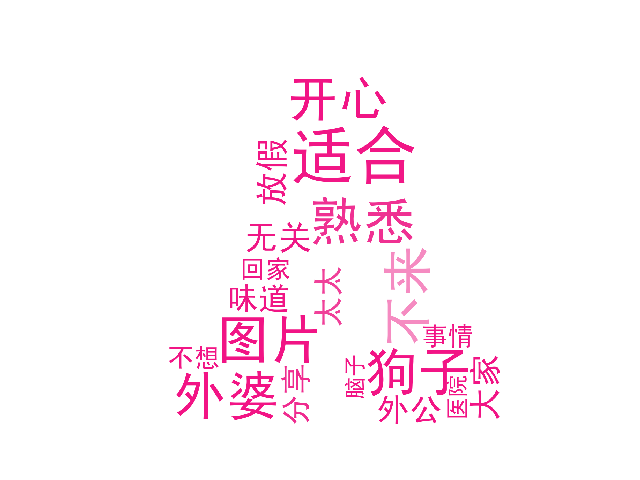 开心
适合
放假
熟悉
无关
不来
回家
太太
味道
图片
事情
不想
狗子
脑子
外婆
分享
大家
医院
外公